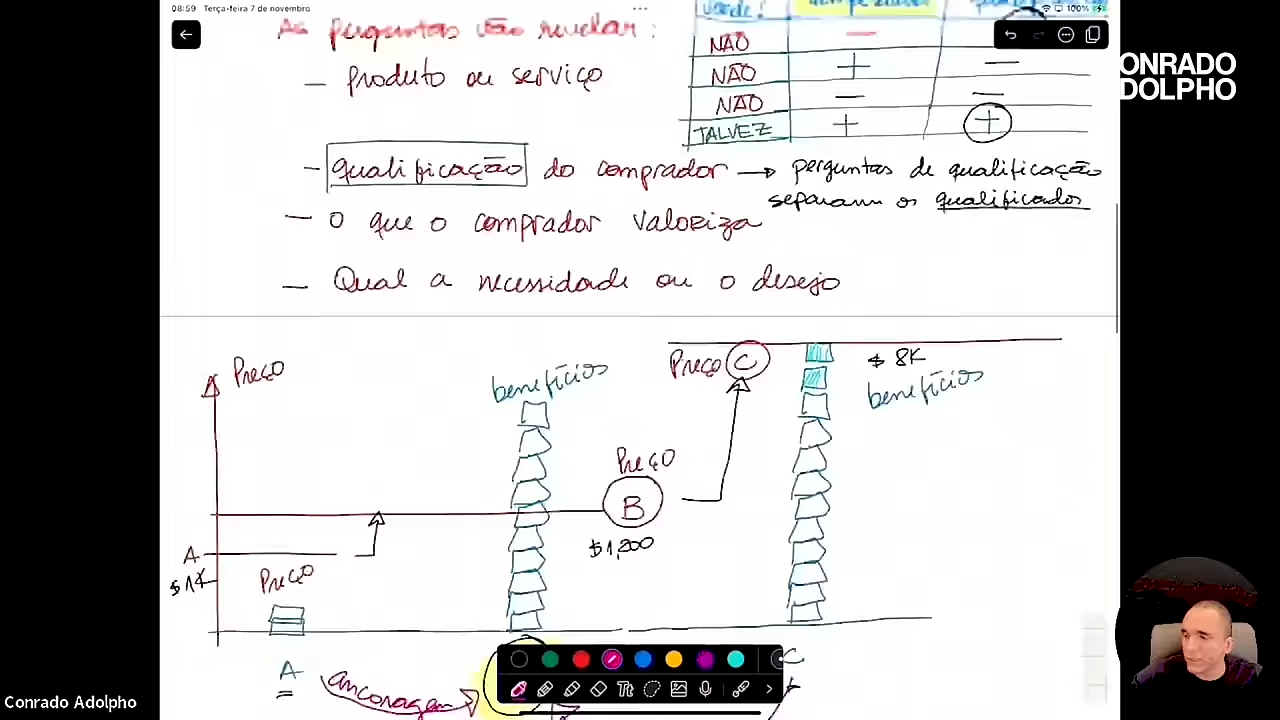 08:59 Terça-feira 7 de novembro
100%
As perguntas vão revelar:
— Produto ou serviço
— qualificação do comprador → perguntas de qualificação
separam os qualificados
— O que o comprador valoriza
— Qual a necessidade ou o desejo
NÃO —
NÃO + —
NÃO — —
TALVEZ + +
ONRADO
DOLPHO
Preço
benefícios
Preço C
$ 8K
benefícios
Preço
B
$1,200
A
$1K
Preço
A
ancoragem
C
Tt
Conrado Adolpho